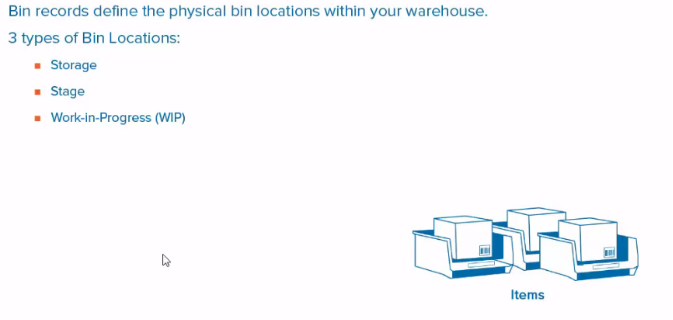 Bin records define the physical bin locations within your warehouse.
3 types of Bin Locations:
Storage
Stage
Work-in-Progress (WIP)
Items